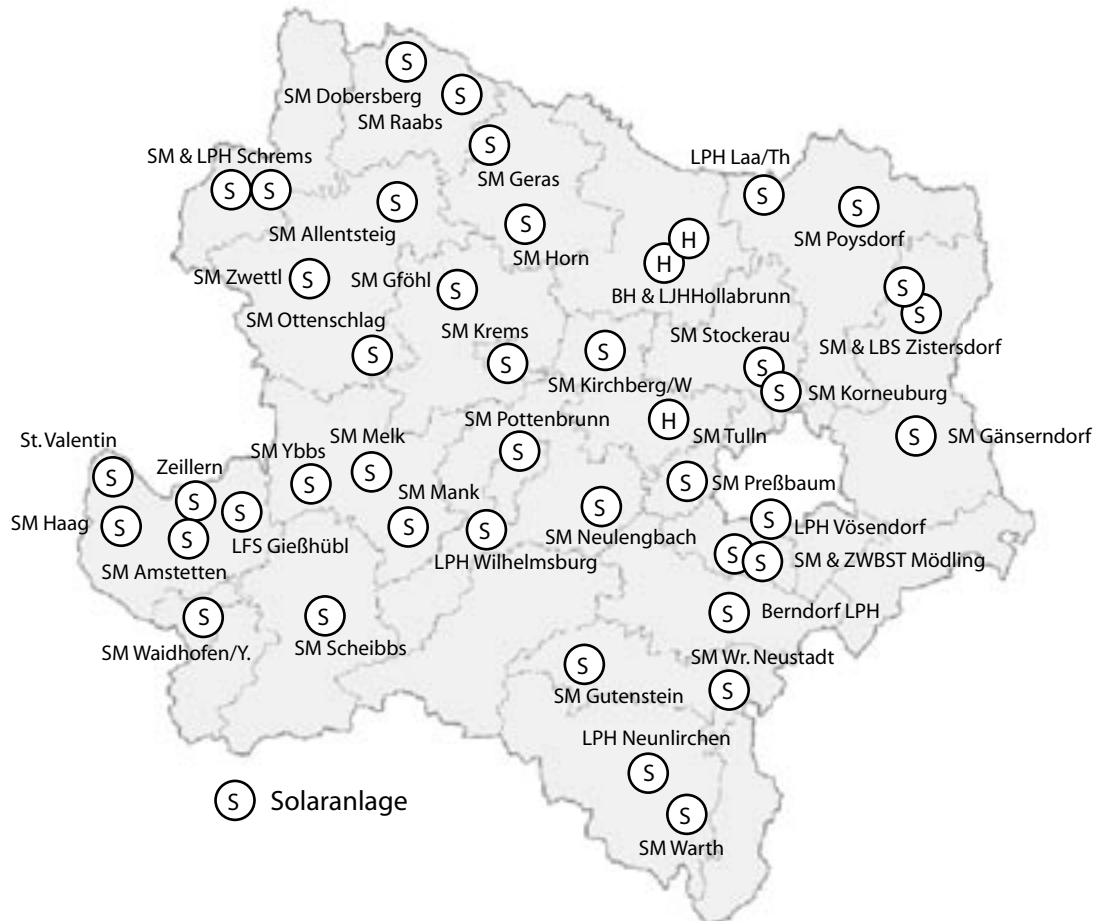 S
SM Dobersberg
S
SM Raabs
S
SM Geras
SM & LPH Schrems
S S
S
SM Allentsteig
S
SM Horn
LPH Laa/Th
S
S
SM Poysdorf
H
H
BH & LJHHollabrunn
SM Zwettl S
SM Gföhl S
S
S
SM & LBS Zistersdorf
SM Ottenschlag
S
SM Krems
S
S
SM Kirchberg/W
SM Stockerau
S
S SM Korneuburg
H
SM Tulln
S SM Gänserndorf
SM Pottenbrunn
S
St. Valentin
S
Zeillern
S
SM Ybbs
S
SM Melk
S
SM Mank
S
S SM Preßbaum
SM Haag S
S
LFS Gießhübl
S
SM Amstetten
S
LPH Wilhelmsburg
S
SM Neulengbach
S
LPH Vösendorf
S S SM & ZWBST Mödling
S Berndorf LPH
S
SM Waidhofen/Y.
S
SM Scheibbs
S
SM Gutenstein
SM Wr. Neustadt
S
LPH Neunlirchen
S
S
SM Warth
S Solaranlage